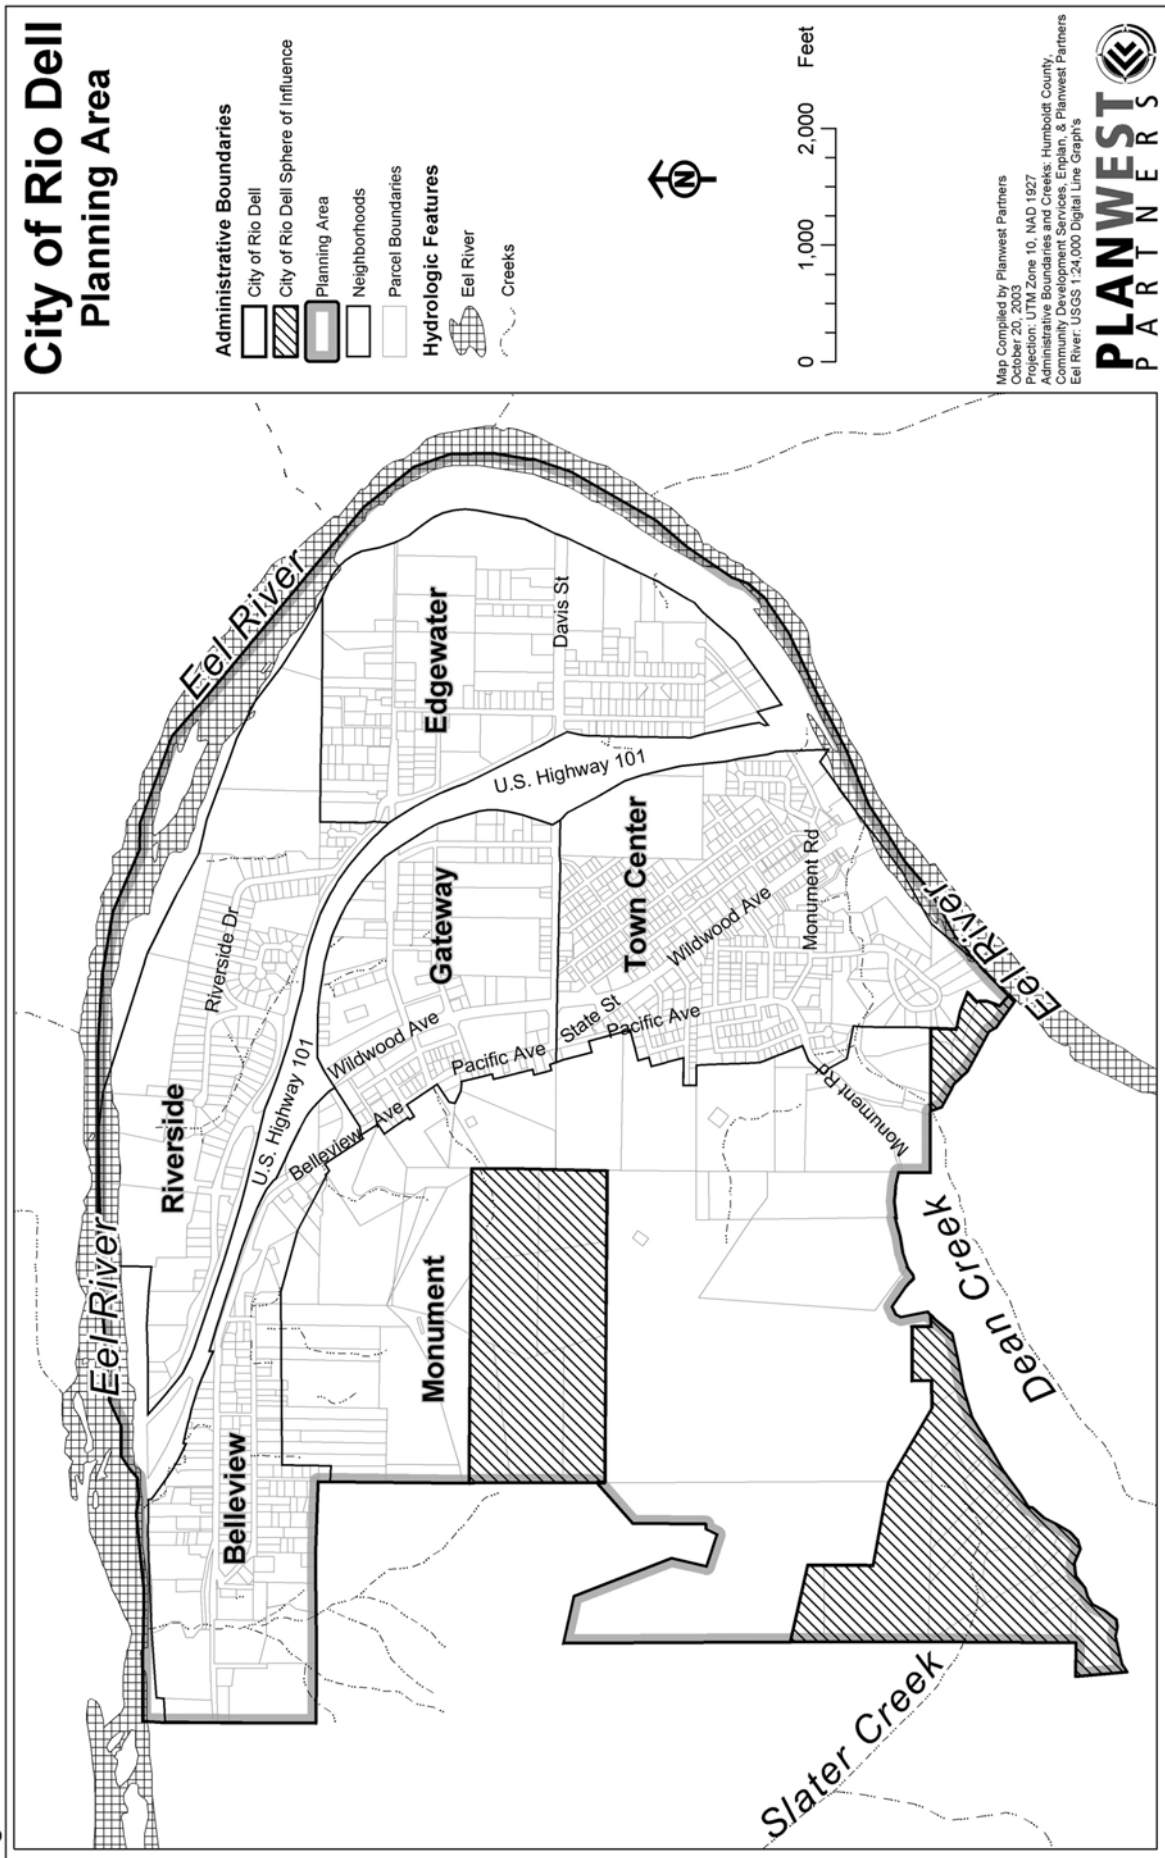 City of Rio Dell
Planning Area
Administrative Boundaries
City of Rio Dell
City of Rio Dell Sphere of Influence
Planning Area
Neighborhoods
Parcel Boundaries
Hydrologic Features
Eel River
Creeks
N
0 1,000 2,000 Feet
Map Compiled by Planwest Partners
October 20, 2003
Projection: UTM Zone 10, NAD 1927
Administrative Boundaries and Creeks: Humboldt County,
Community Development Services, Enplan, & Planwest Partners
Eel River: USGS 1:24,000 Digital Line Graph's
PLANWEST
PARTNERS
Eel River
Eel River
Eel River
Riverside
Riverside Dr
U.S. Highway 101
U.S. Highway 101
Belleview
Belleview Ave
Monument
Gateway
Wildwood Ave
Pacific Ave
Edgewater
Davis St
Town Center
State St
Pacific Ave
Wildwood Ave
Monument Rd
Monument Rd
Dean Creek
Slater Creek